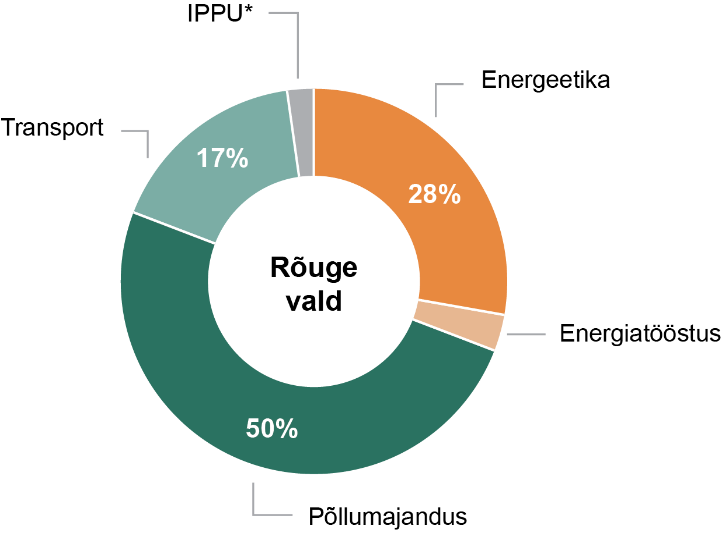 IPPU*
Energeetika
Transport
17%
28%
Rõuge
vald
Energiatööstus
50%
Põllumajandus